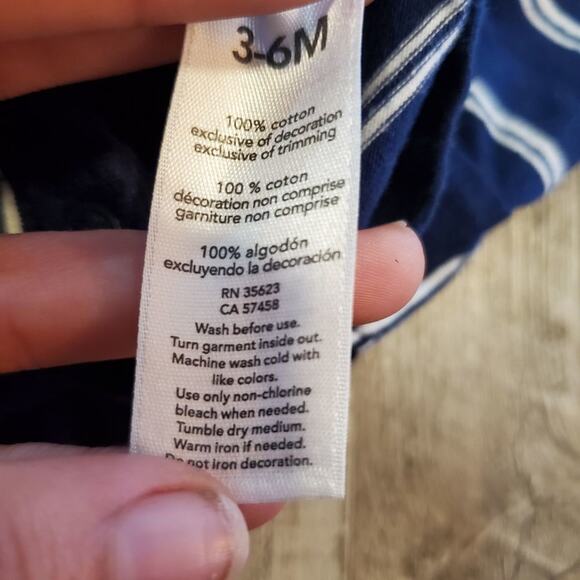 3-6M
100% cotton
exclusive of decoration
exclusive of trimming
100 % coton
décoration non comprise
garniture non comprise
100% algodón
excluyendo la decoración
RN 35623
CA 57458
Wash before use.
Turn garment inside out.
Machine wash cold with
like colors.
Use only non-chlorine
bleach when needed.
Tumble dry medium.
Warm iron if needed.
Do not iron decoration.